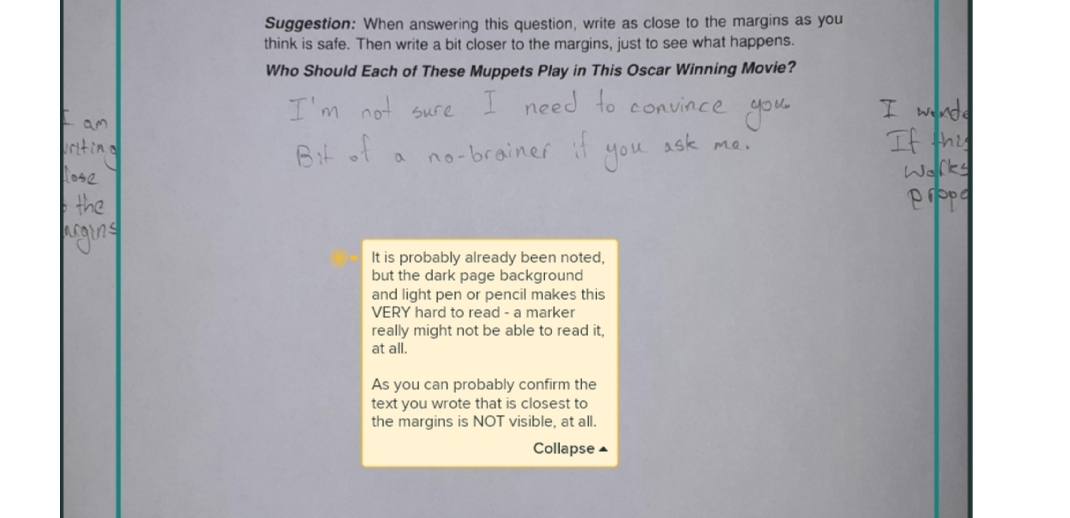 Suggestion: When answering this question, write as close to the margins as you
think is safe. Then write a bit closer to the margins, just to see what happens.
Who Should Each of These Muppets Play in This Oscar Winning Movie?
I am
riting
lose
the
argins
I'm not sure I need to convince you.
Bit of a no-brainer if you ask me.
I wonde
If this
Works
prope
It is probably already been noted,
but the dark page background
and light pen or pencil makes this
VERY hard to read - a marker
really might not be able to read it,
at all.
As you can probably confirm the
text you wrote that is closest to
the margins is NOT visible, at all.
Collapse